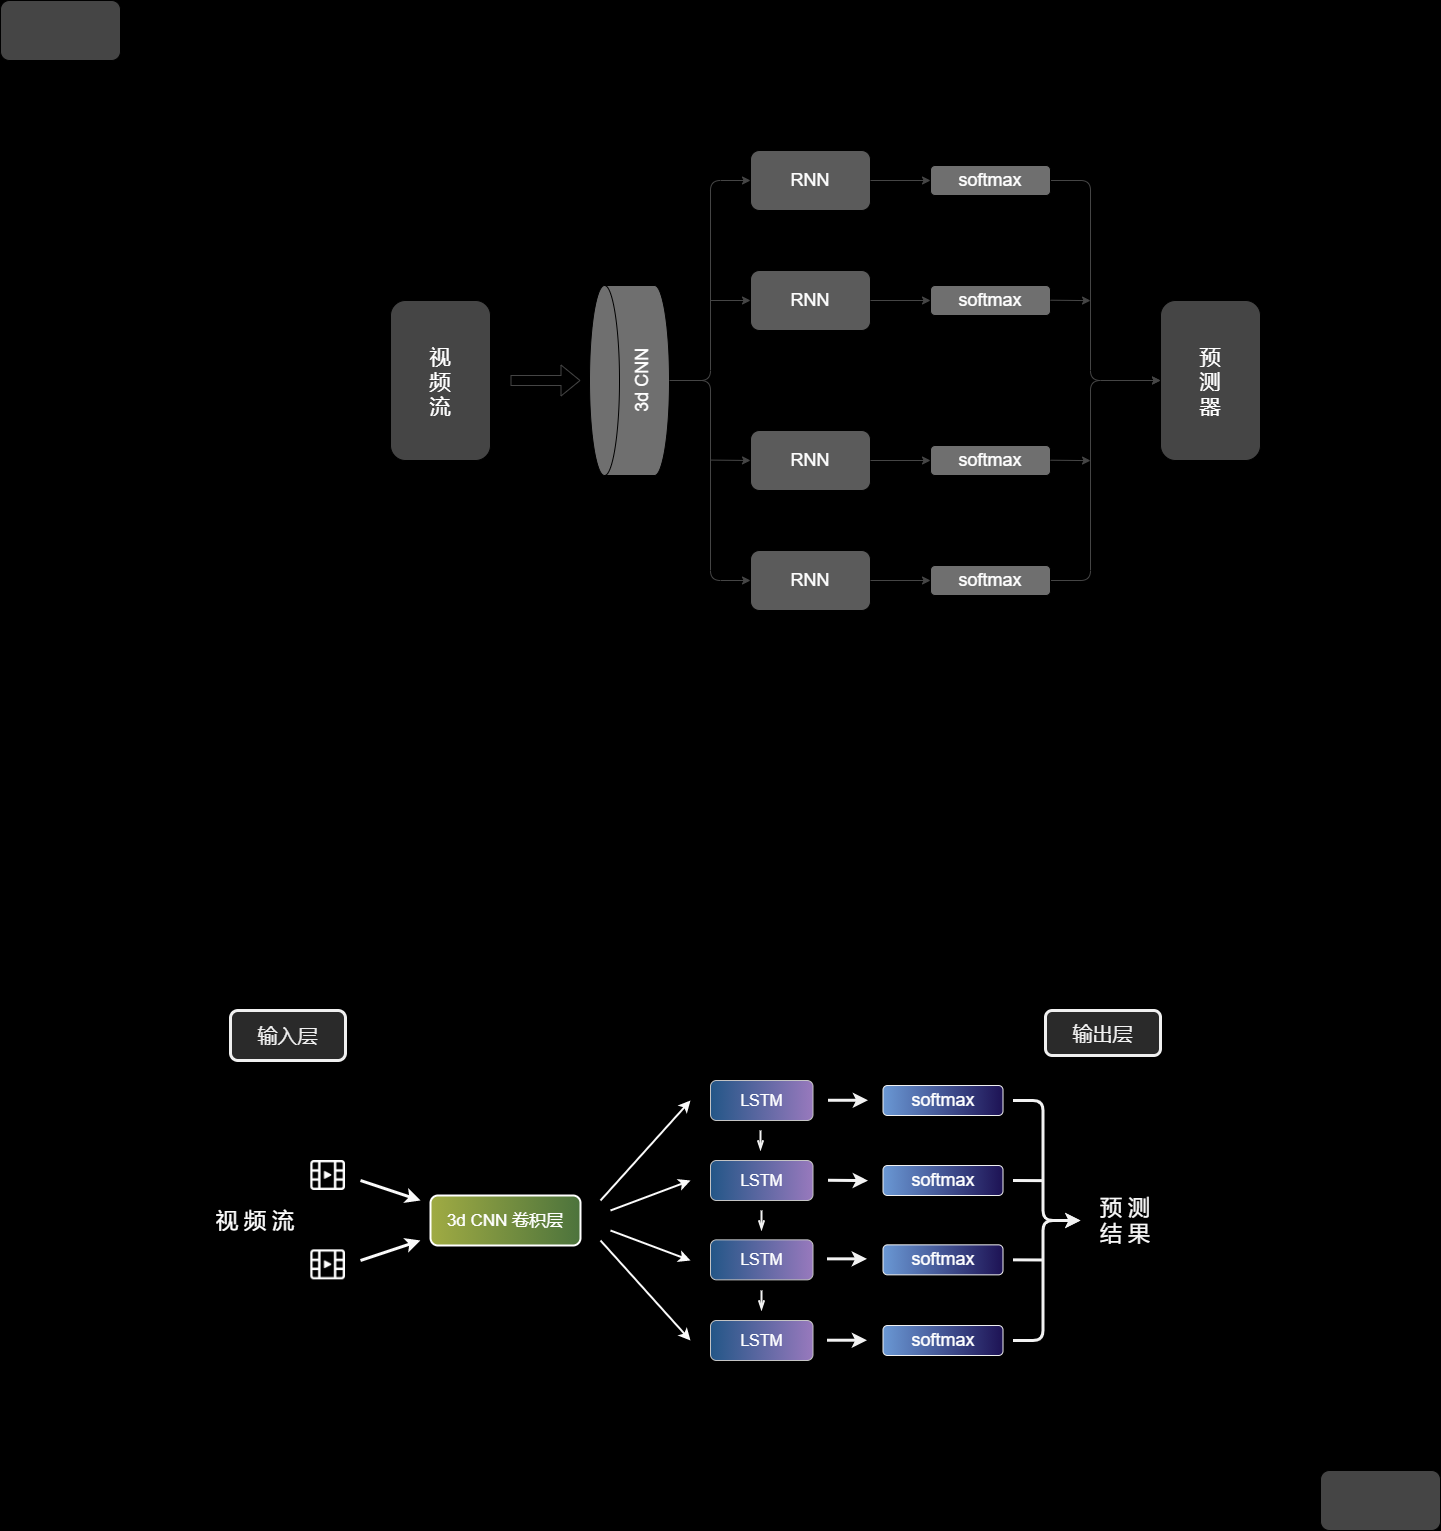 RNN
softmax
RNN
softmax
视
频
流
3d CNN
预
测
器
RNN
softmax
RNN
softmax
输入层
输出层
LSTM
softmax
LSTM
softmax
视频流
3d CNN 卷积层
预测
结果
LSTM
softmax
LSTM
softmax